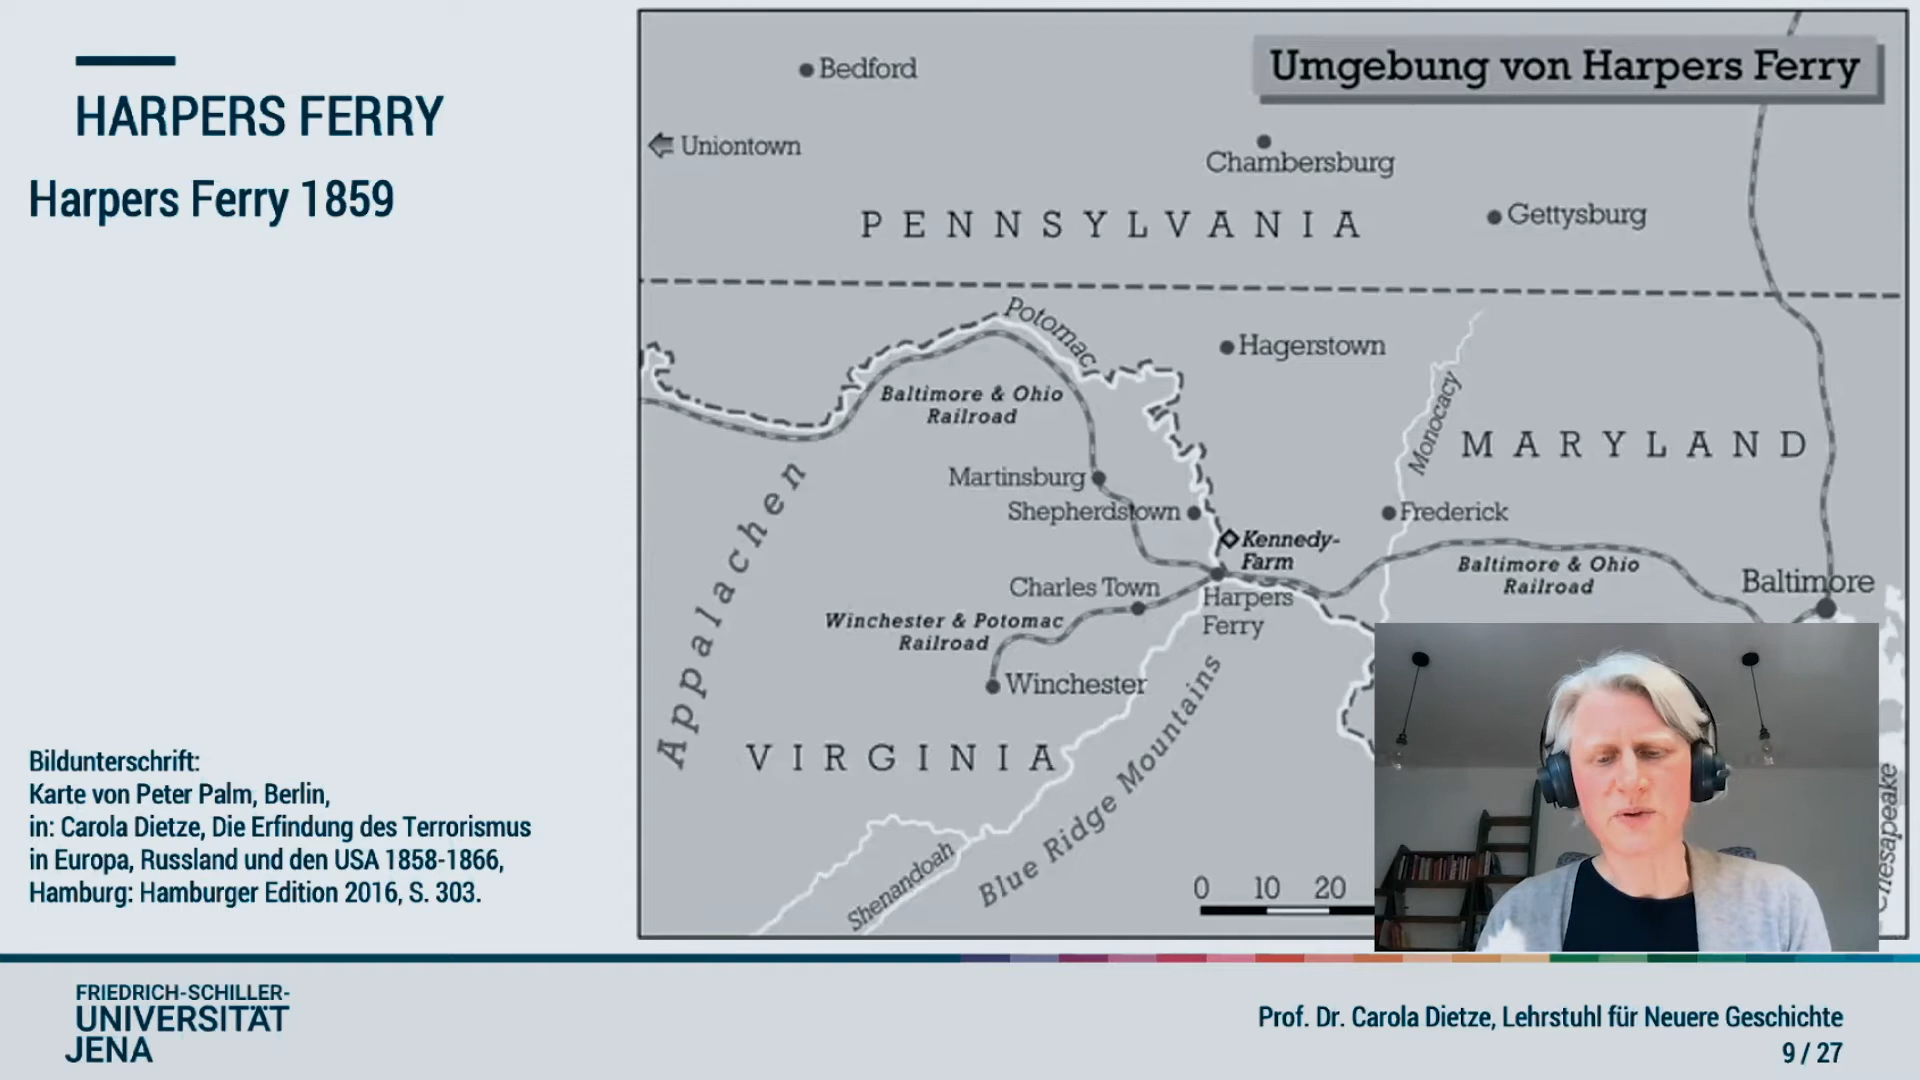 HARPERS FERRY
Harpers Ferry 1859
Umgebung von Harpers Ferry
Bedford
Uniontown
Chambersburg
Gettysburg
PENNSYLVANIA
Potomac
Hagerstown
Monocacy
Baltimore & Ohio
Railroad
MARYLAND
Appalachen
Martinsburg
Shepherdstown
Frederick
Kennedy-
Farm
Baltimore & Ohio
Railroad
Baltimore
Charles Town
Harpers
Ferry
Winchester & Potomac
Railroad
Winchester
VIRGINIA
Blue Ridge Mountains
Shenandoah
Chesapeake
0 10 20
Bildunterschrift:
Karte von Peter Palm, Berlin,
in: Carola Dietze, Die Erfindung des Terrorismus
in Europa, Russland und den USA 1858-1866,
Hamburg: Hamburger Edition 2016, S. 303.
FRIEDRICH-SCHILLER-
UNIVERSITÄT
JENA
Prof. Dr. Carola Dietze, Lehrstuhl für Neuere Geschichte
9 / 27